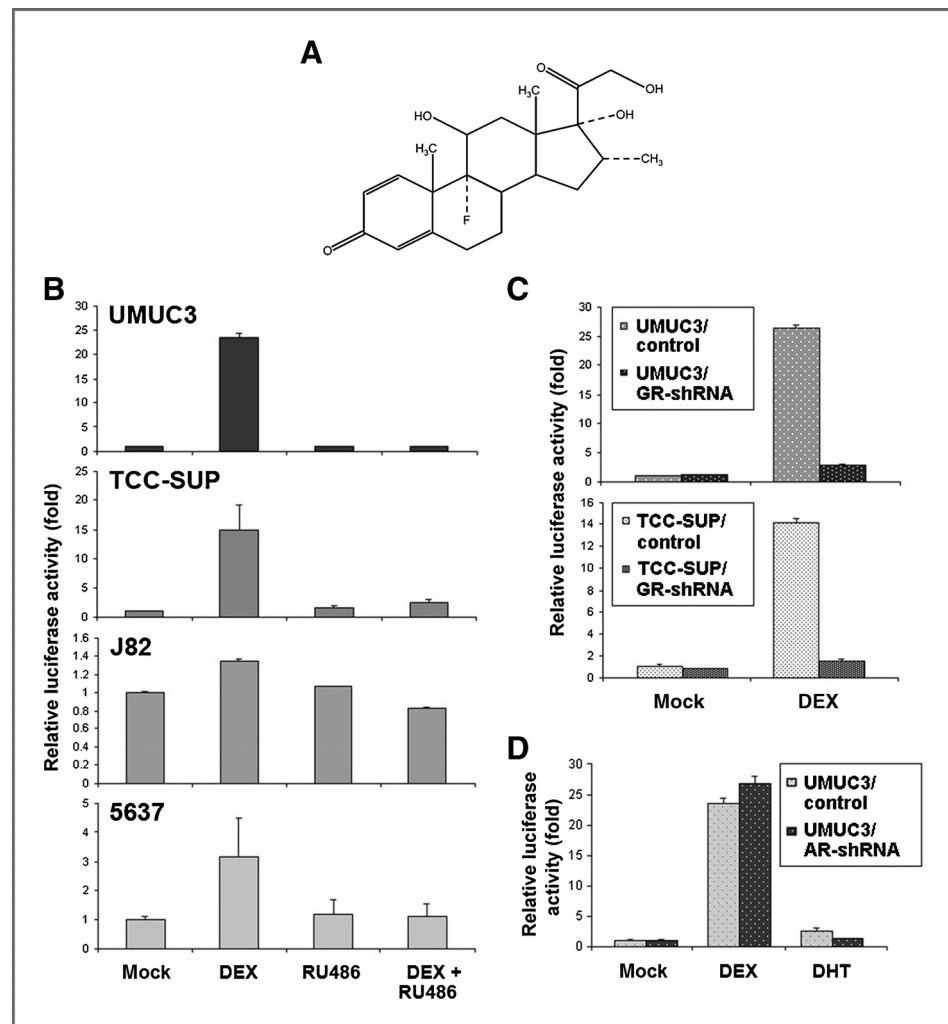 A
O
OH
H₃C
OH
HO
CH₃
H₃C
F
O
B
Relative luciferase activity (fold)
UMUC3
30
25
20
15
10
5
0
TCC-SUP
25
20
15
10
5
0
J82
1.6
1.4
1.2
1
0.8
0.6
0.4
0.2
0
5637
5
4
3
2
1
0
Mock
DEX
RU486
DEX +
RU486
C
Relative luciferase activity (fold)
30
25
20
15
10
5
0
UMUC3/
control
UMUC3/
GR-shRNA
16
14
12
10
8
6
4
2
0
TCC-SUP/
control
TCC-SUP/
GR-shRNA
Mock
DEX
D
Relative luciferase
activity (fold)
30
25
20
15
10
5
0
UMUC3/
control
UMUC3/
AR-shRNA
Mock
DEX
DHT